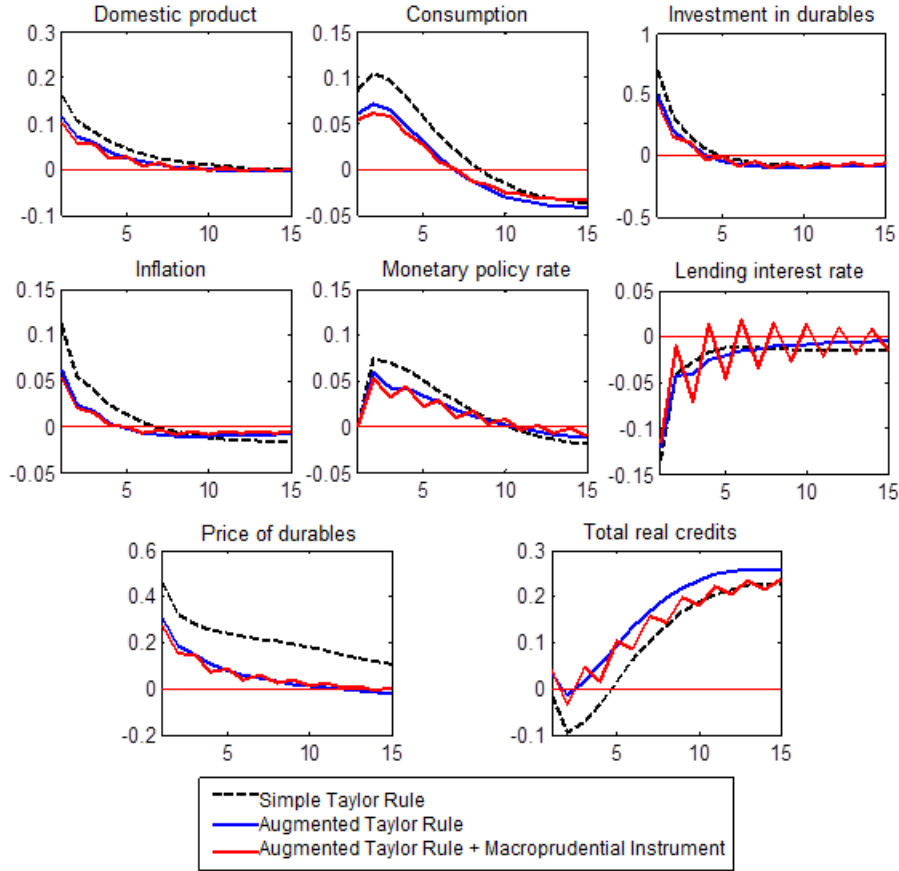 Domestic product
0.3
0.2
0.1
0
-0.1
5 10 15
Consumption
0.15
0.1
0.05
0
-0.05
5 10 15
Investment in durables
1
0.5
0
-0.5
5 10 15
Inflation
0.15
0.1
0.05
0
-0.05
5 10 15
Monetary policy rate
0.15
0.1
0.05
0
-0.05
5 10 15
Lending interest rate
0.05
0
-0.05
-0.1
-0.15
5 10 15
Price of durables
0.6
0.4
0.2
0
-0.2
5 10 15
Total real credits
0.3
0.2
0.1
0
-0.1
5 10 15
Simple Taylor Rule
Augmented Taylor Rule
Augmented Taylor Rule + Macroprudential Instrument